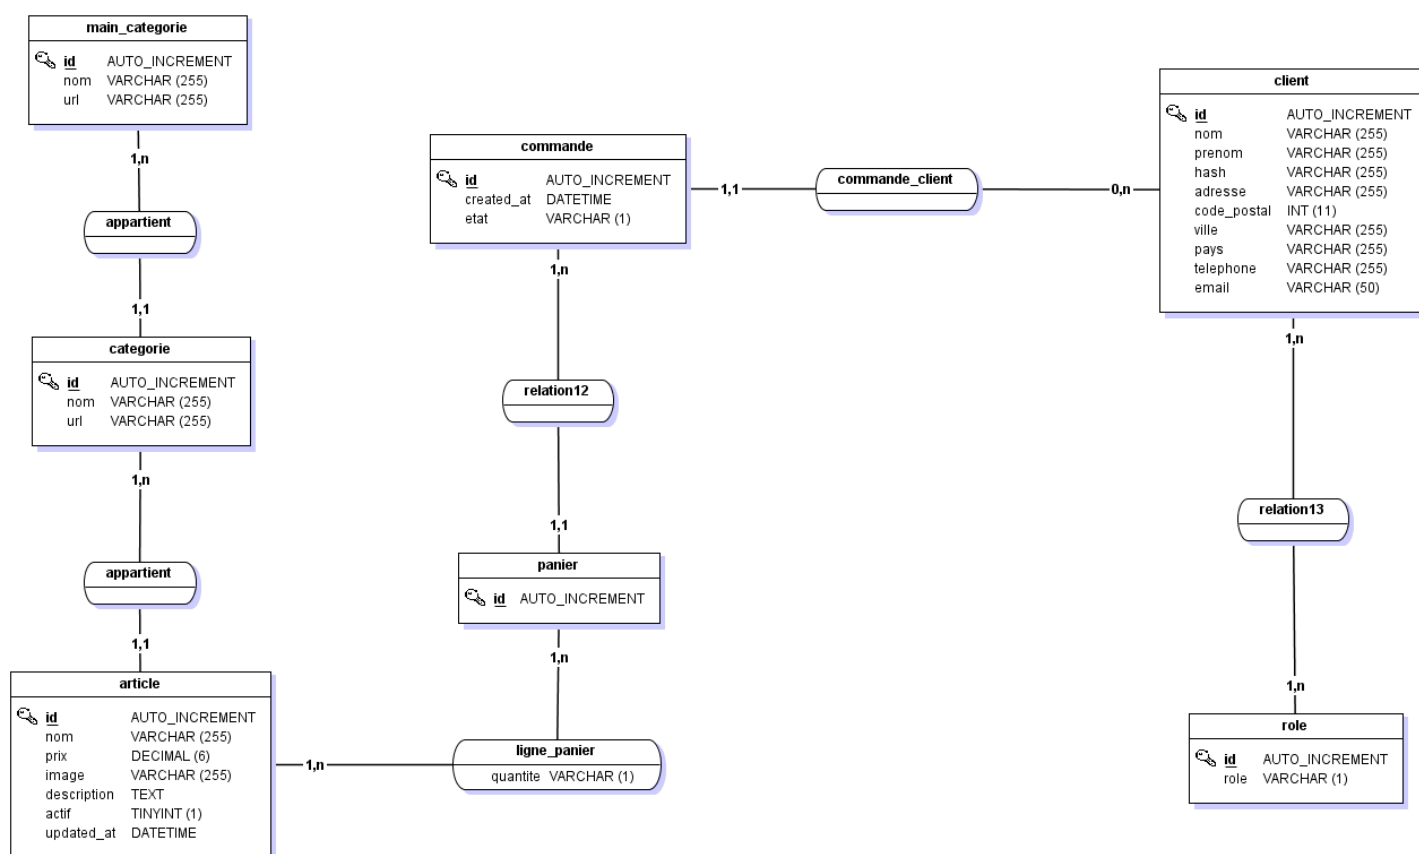 main_categorie
id AUTO_INCREMENT
nom VARCHAR (255)
url VARCHAR (255)
1,n
appartient
1,1
categorie
id AUTO_INCREMENT
nom VARCHAR (255)
url VARCHAR (255)
1,n
appartient
1,1
article
id AUTO_INCREMENT
nom VARCHAR (255)
prix DECIMAL (6)
image VARCHAR (255)
description TEXT
actif TINYINT (1)
updated_at DATETIME
1,n
commande
id AUTO_INCREMENT
created_at DATETIME
etat VARCHAR (1)
1,n
relation12
1,1
panier
id AUTO_INCREMENT
1,n
ligne_panier
quantite VARCHAR (1)
1,1
commande_client
0,n
client
id AUTO_INCREMENT
nom VARCHAR (255)
prenom VARCHAR (255)
hash VARCHAR (255)
adresse VARCHAR (255)
code_postal INT (11)
ville VARCHAR (255)
pays VARCHAR (255)
telephone VARCHAR (255)
email VARCHAR (50)
1,n
relation13
1,n
role
id AUTO_INCREMENT
role VARCHAR (1)